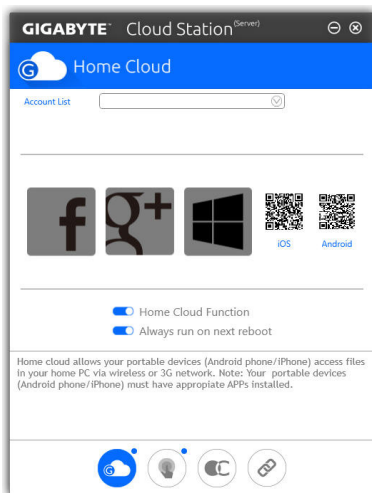 GIGABYTE™ Cloud Station (Server)
G Home Cloud
Account List
f g+
iOS Android
Home Cloud Function
Always run on next reboot
Home cloud allows your portable devices (Android phone/iPhone) access files
in your home PC via wireless or 3G network. Note: Your portable devices
(Android phone/iPhone) must have appropiate APPs installed.
G